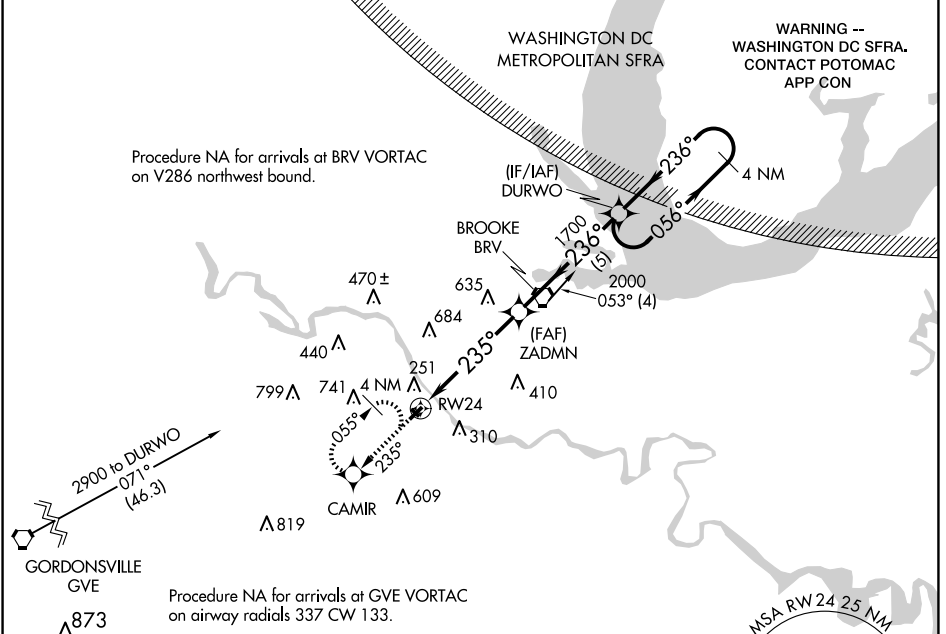 WASHINGTON DC
METROPOLITAN SFRA
WARNING --
WASHINGTON DC SFRA.
CONTACT POTOMAC
APP CON
Procedure NA for arrivals at BRV VORTAC
on V286 northwest bound.
(IF/IAF)
DURWO
236°
4 NM
056°
BROOKE
BRV
1700
236°
(5)
2000
053° (4)
470 ±
635
684
(FAF)
ZADMN
440
235°
251
410
799
741
4 NM
RW24
055°
310
235°
2900 to DURWO
071°
(46.3)
CAMIR
609
819
GORDONSVILLE
GVE
873
Procedure NA for arrivals at GVE VORTAC
on airway radials 337 CW 133.
MSA RW24 25 NM